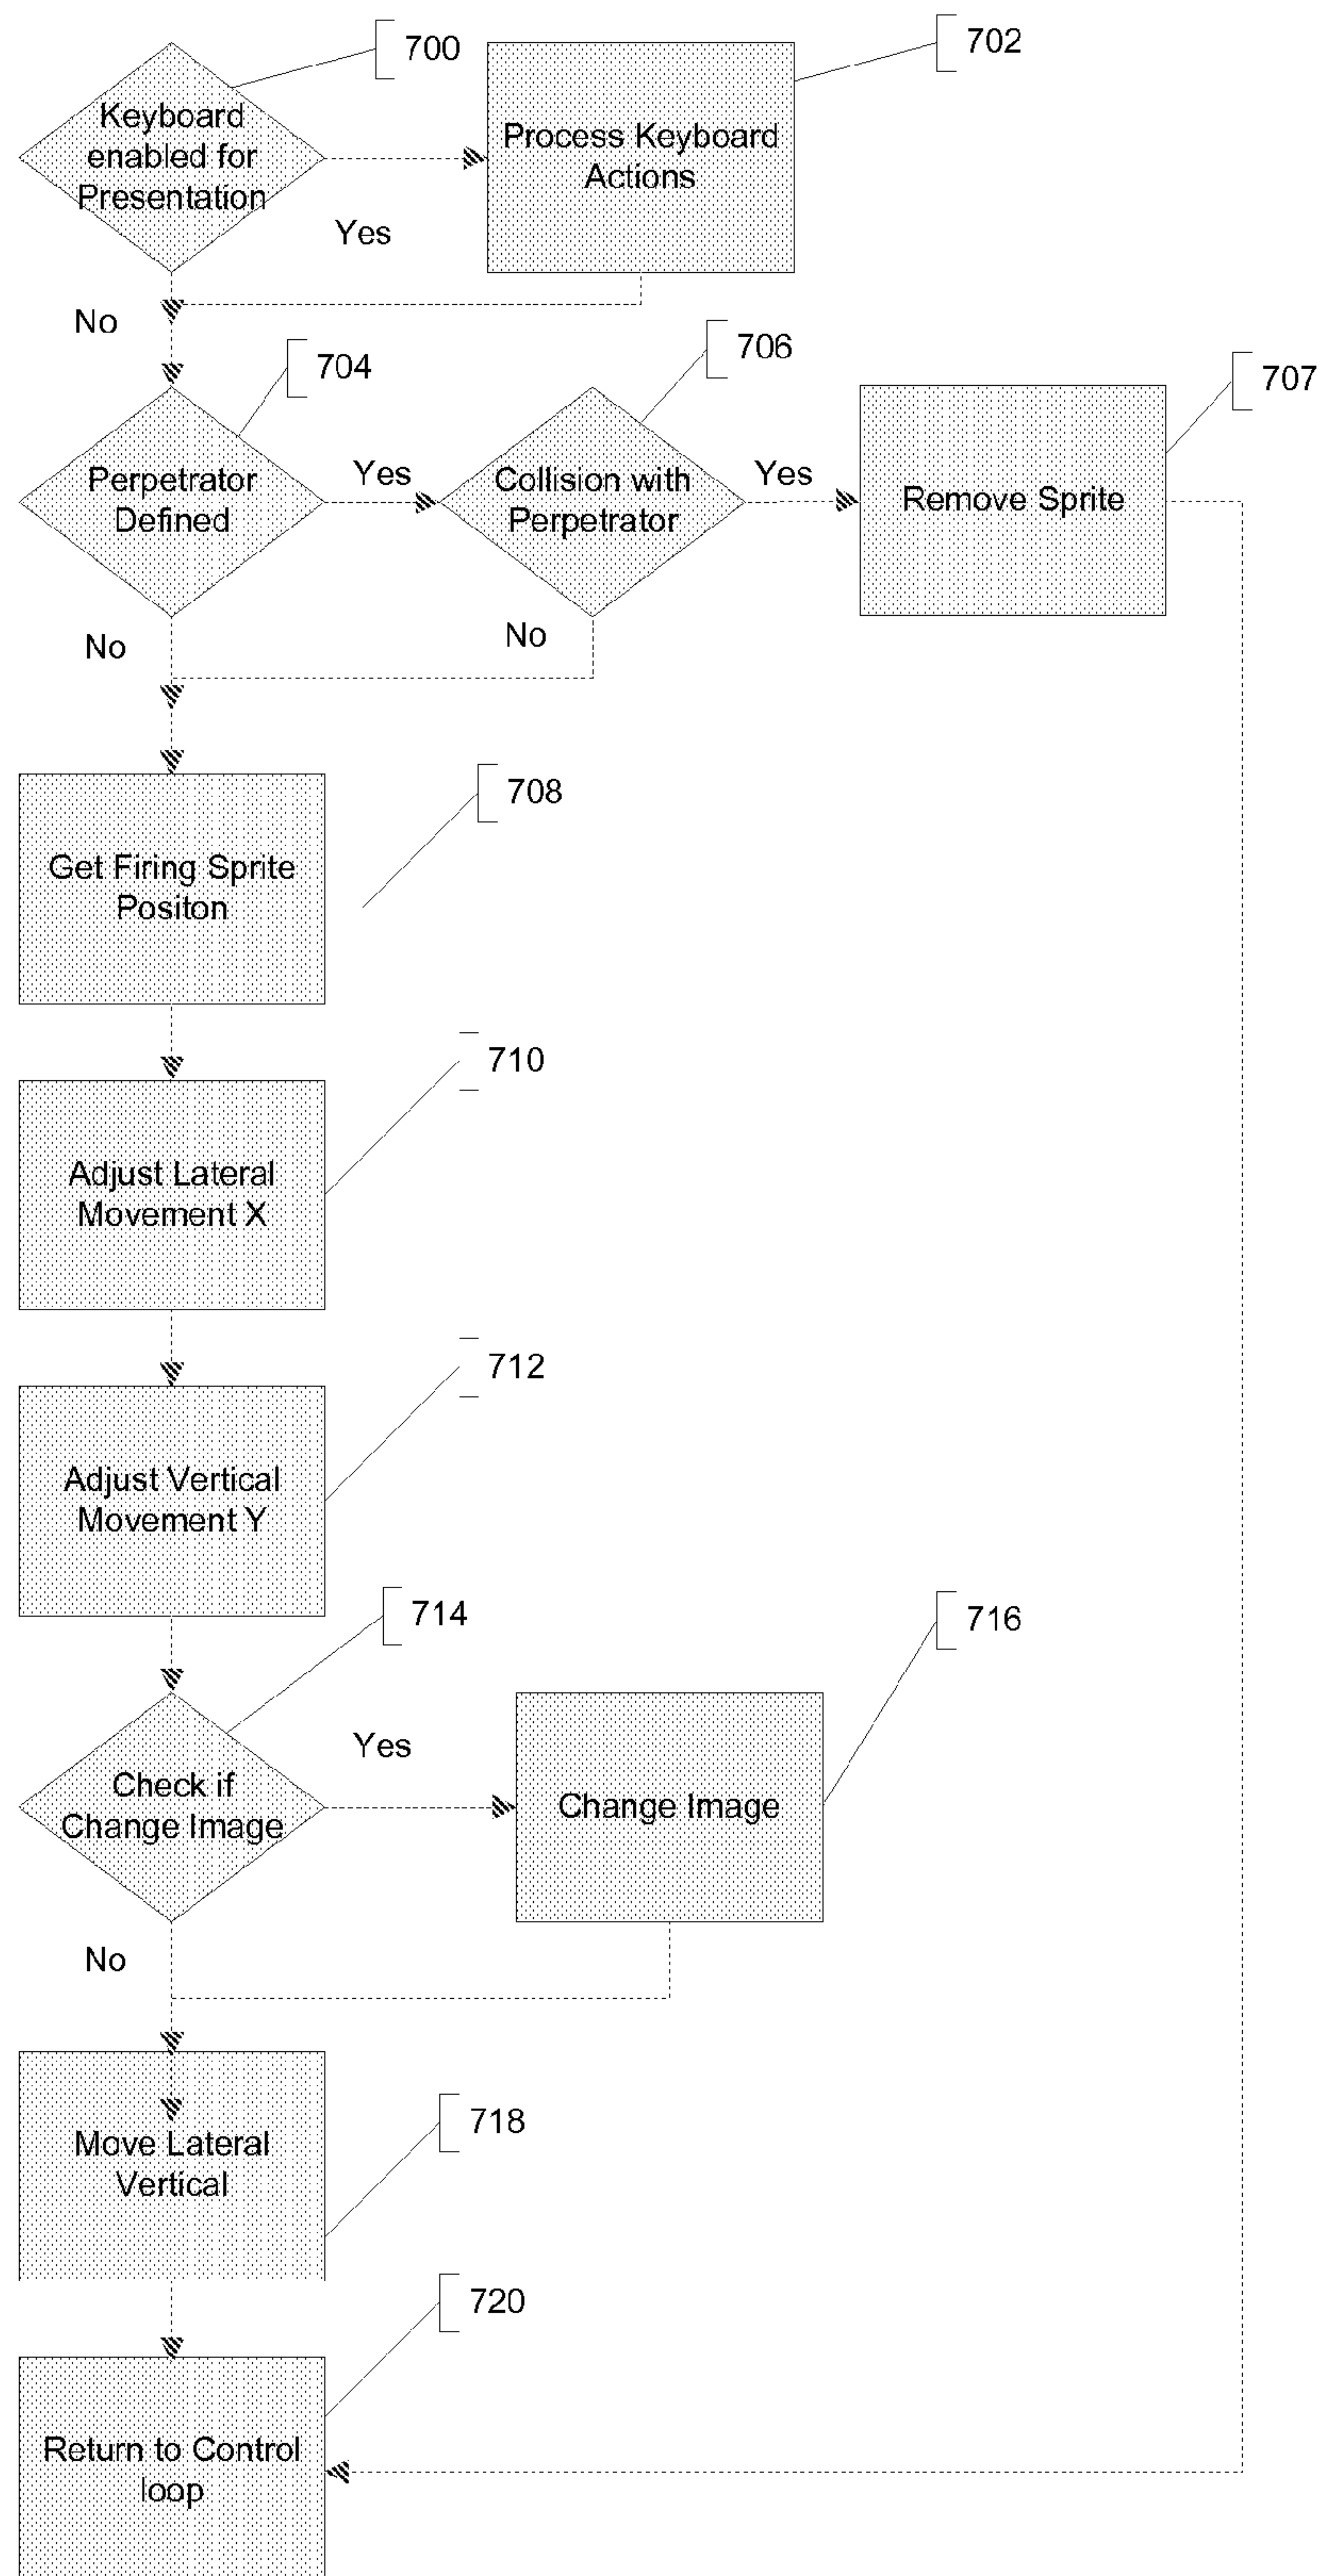 700
702
Keyboard
enabled for
Presentation
Process Keyboard
Actions
Yes
No
704
706
707
Perpetrator
Defined
Yes
Collision with
Perpetrator
Yes
Remove Sprite
No
No
708
Get Firing Sprite
Positon
710
Adjust Lateral
Movement X
712
Adjust Vertical
Movement Y
714
716
Yes
Check if
Change Image
Change Image
No
718
Move Lateral
Vertical
720
Return to Control
loop